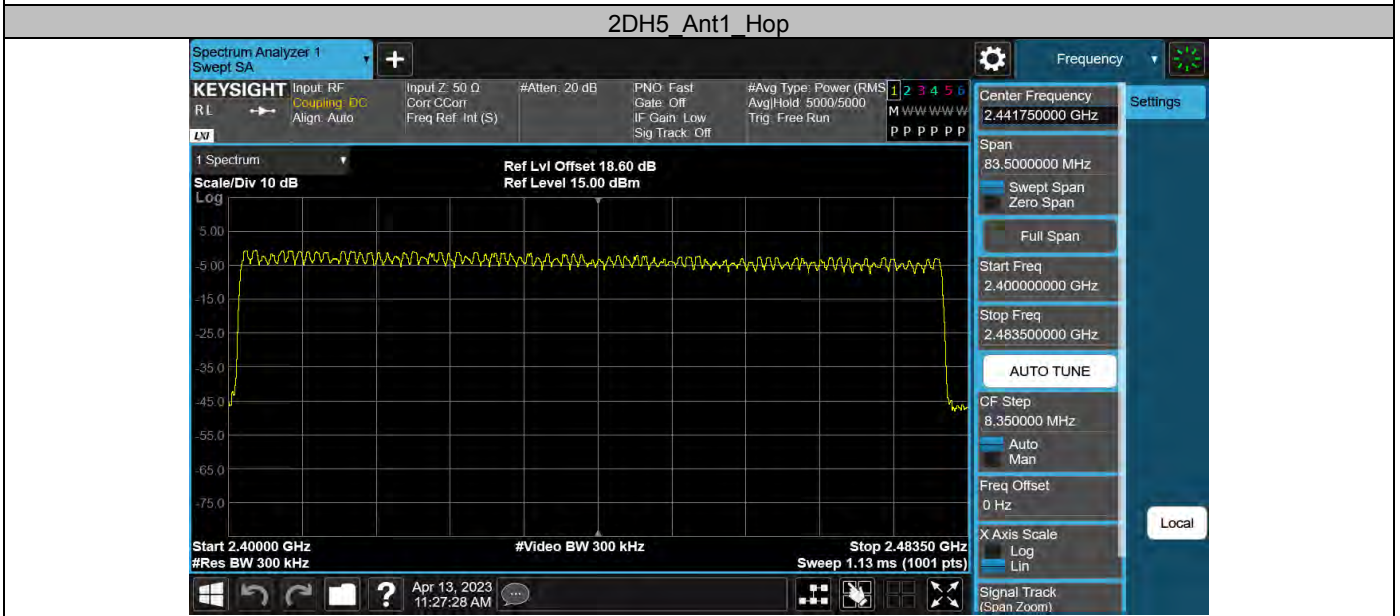 2DH5_Ant1_Hop
Spectrum Analyzer 1
Swept SA
+
Frequency
KEYSIGHT
RL
LXI
Input: RF
Coupling: DC
Align: Auto
Input Z: 50 Ω
Corr CCorr
Freq Ref: Int (S)
#Atten: 20 dB
PNO: Fast
Gate: Off
IF Gain: Low
Sig Track: Off
#Avg Type: Power (RMS
Avg|Hold: 5000/5000
Trig: Free Run
1 2 3 4 5 6
M W W W W W
P P P P P P
Center Frequency
2.441750000 GHz
Settings
Span
83.5000000 MHz
Swept Span
Zero Span
Full Span
Start Freq
2.400000000 GHz
Stop Freq
2.483500000 GHz
AUTO TUNE
CF Step
8.350000 MHz
Auto
Man
Freq Offset
0 Hz
X Axis Scale
Log
Lin
Signal Track
(Span Zoom)
Local
1 Spectrum
Scale/Div 10 dB
Ref Lvl Offset 18.60 dB
Ref Level 15.00 dBm
Log
5.00
-5.00
-15.0
-25.0
-35.0
-45.0
-55.0
-65.0
-75.0
Start 2.40000 GHz
#Res BW 300 kHz
#Video BW 300 kHz
Stop 2.48350 GHz
Sweep 1.13 ms (1001 pts)
?
Apr 13, 2023
11:27:28 AM